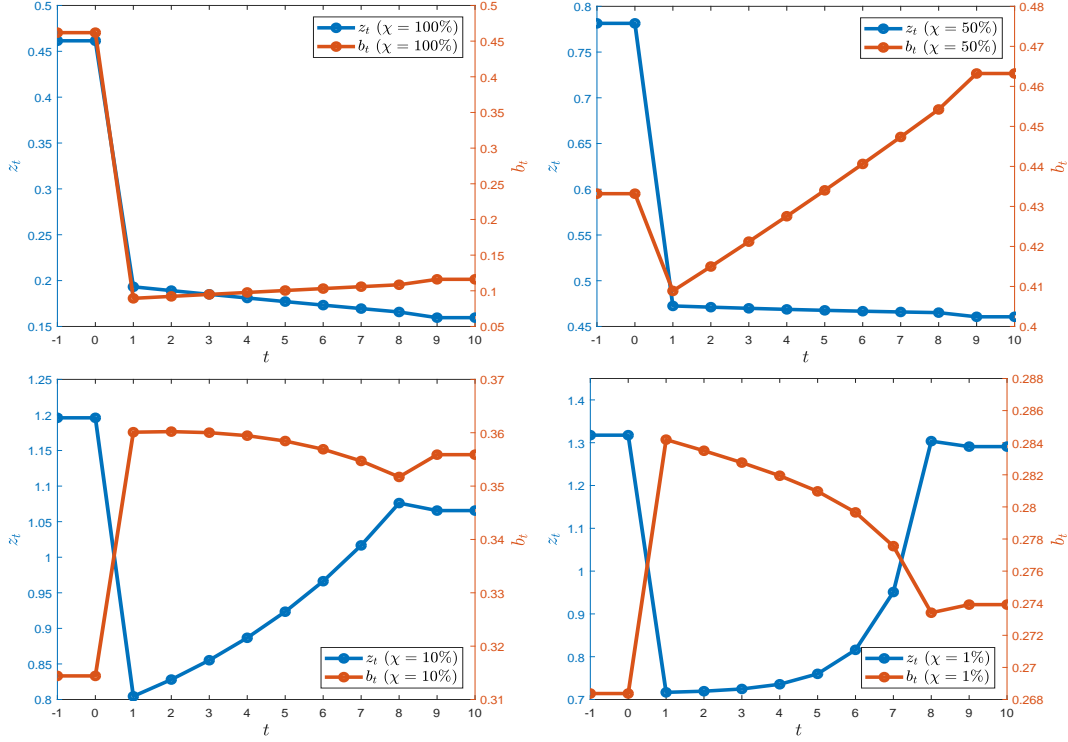 0.5
0.45
0.4
0.35
0.3
0.25
0.2
0.15
z_t
z_t (χ = 100%)
b_t (χ = 100%)
0.5
0.45
0.4
0.35
0.3
0.25
0.2
0.15
0.1
0.05
b_t
-1 0 1 2 3 4 5 6 7 8 9 10
t
0.8
0.75
0.7
0.65
0.6
0.55
0.5
0.45
z_t
z_t (χ = 50%)
b_t (χ = 50%)
0.48
0.47
0.46
0.45
0.44
0.43
0.42
0.41
0.4
b_t
-1 0 1 2 3 4 5 6 7 8 9 10
t
1.25
1.2
1.15
1.1
1.05
1
0.95
0.9
0.85
0.8
z_t
0.37
0.36
0.35
0.34
0.33
0.32
0.31
b_t
z_t (χ = 10%)
b_t (χ = 10%)
-1 0 1 2 3 4 5 6 7 8 9 10
t
1.4
1.3
1.2
1.1
1
0.9
0.8
0.7
z_t
0.288
0.286
0.284
0.282
0.28
0.278
0.276
0.274
0.272
0.27
0.268
b_t
z_t (χ = 1%)
b_t (χ = 1%)
-1 0 1 2 3 4 5 6 7 8 9 10
t